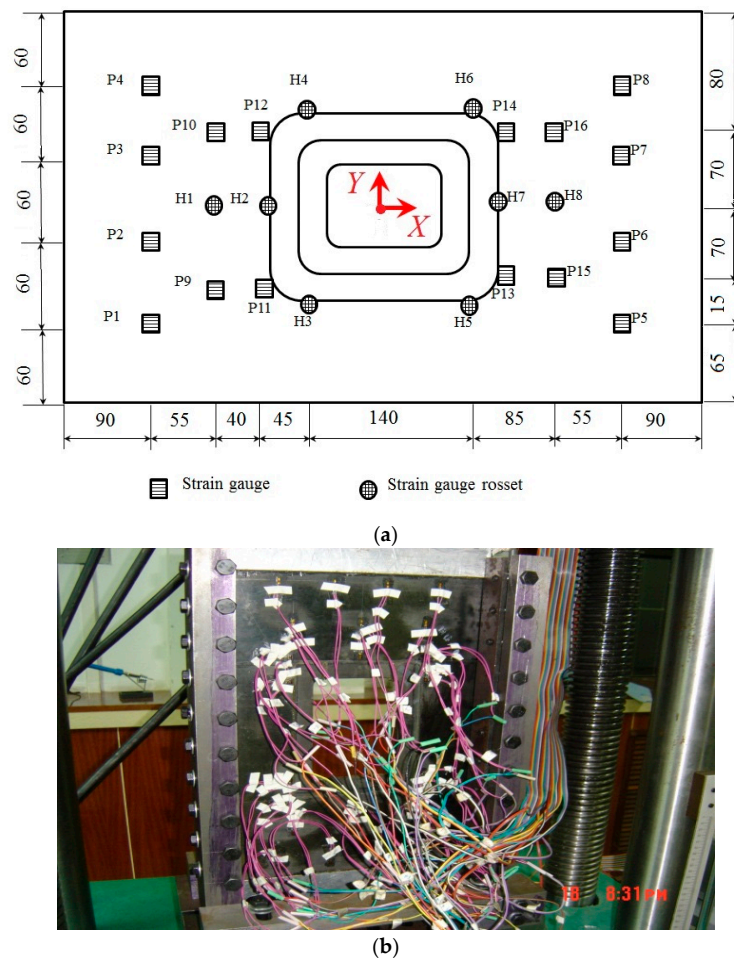 60
60
60
60
60
80
70
70
15
65
P4
P3
P2
P1
P10
P12
H4
H6
P14
P16
P8
P7
H1
H2
Y
X
H7
H8
P6
P9
P11
H3
H5
P13
P15
P5
90
55
40
45
140
85
55
90
Strain gauge
Strain gauge rosset
(a)
8:31PM
(b)